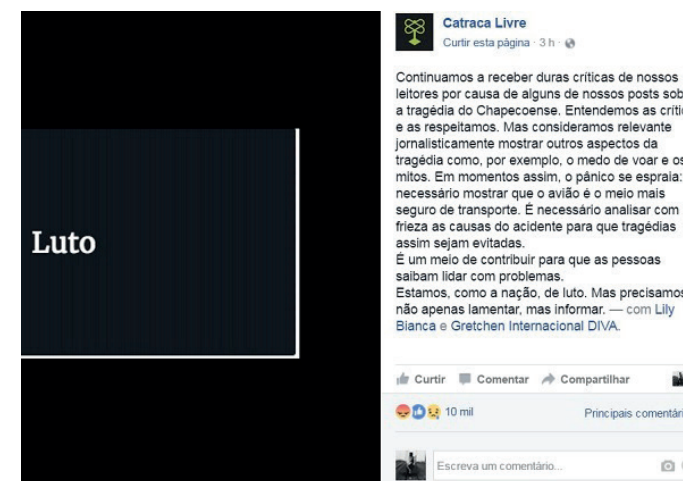 Luto
Catraca Livre
Curtir esta página · 3 h ·
Continuamos a receber duras críticas de nossos
leitores por causa de alguns de nossos posts
a tragédia do Chapecoense. Entendemos as
e as respeitamos. Mas consideramos relevante
jornalisticamente mostrar outros aspectos da
tragédia como, por exemplo, o medo de voar e os
mitos. Em momentos assim, o pânico se espraia:
necessário mostrar que o avião é o meio mais
seguro de transporte. É necessário analisar com
frieza as causas do acidente para que tragédias
assim sejam evitadas.
É um meio de contribuir para que as pessoas
saibam lidar com problemas.
Estamos, como a nação, de luto. Mas precisamos
não apenas lamentar, mas informar. — com Lily
Bianca e Gretchen Internacional DIVA.
Curtir Comentar Compartilhar
10 mil Principais
Escreva um comentário...